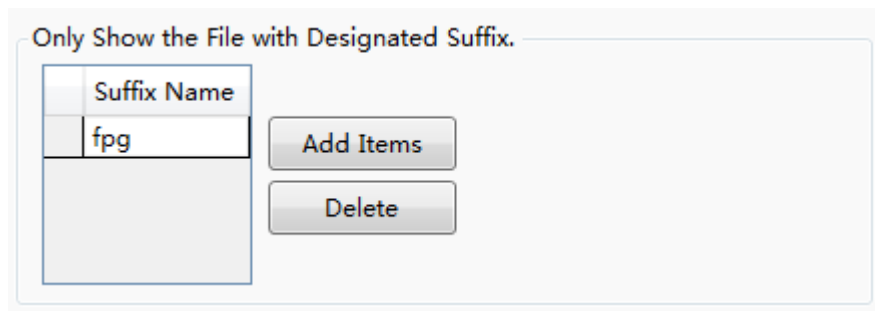 Only Show the File with Designated Suffix.
Suffix Name
fpg
Add Items
Delete